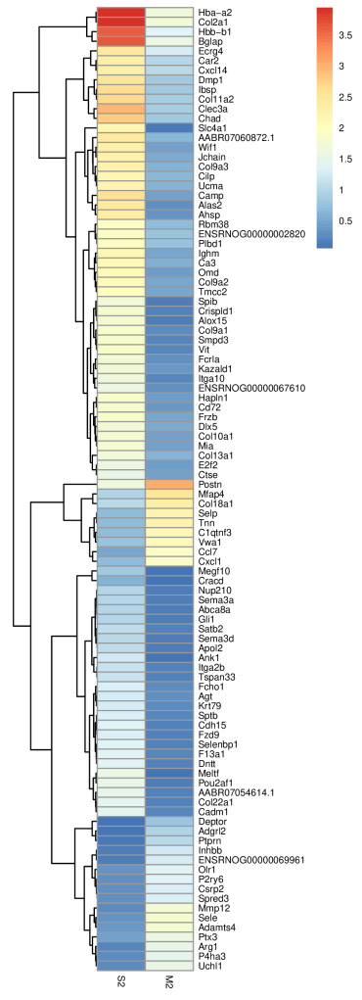 Hba-a2
Col2a1
Hbb-b1
Bglap
Ecrg4
Car2
Cxcl14
Dmp1
Ibsp
Col11a2
Clec3a
Chad
Slc4a1
AABR07060872.1
Wif1
Jchain
Col9a3
Cilp
Ucma
Camp
Alas2
Ahsp
Rbm38
ENSRNOG00000002820
Plbd1
Ighm
Ca3
Omd
Col9a2
Tmcc2
Spib
Crispld1
Alox15
Col9a1
Smpd3
Vit
Fcrla
Kazald1
Itga10
ENSRNOG00000067610
Hapln1
Cd72
Frzb
Dlx5
Col10a1
Mia
Col13a1
E2f2
Ctse
Postn
Mfap4
Col18a1
Selp
Tnn
C1qtnf3
Vwa1
Ccl7
Cxcl1
Megf10
Cracd
Nup210
Sema3a
Abca8a
Gli1
Satb2
Sema3d
Apol2
Ank1
Itga2b
Tspan33
Fcho1
Agt
Krt79
Sptb
Cdh15
Fzd9
Selenbp1
F13a1
Dntt
Meltf
Pou2af1
AABR07054614.1
Col22a1
Cadm1
Deptor
Adgrl2
Ptprn
Inhbb
ENSRNOG00000069961
Olr1
P2ry6
Csrp2
Spred3
Mmp12
Sele
Adamts4
Ptx3
Arg1
P4ha3
Uchl1
S2
M2
3.5
3
2.5
2
1.5
1
0.5